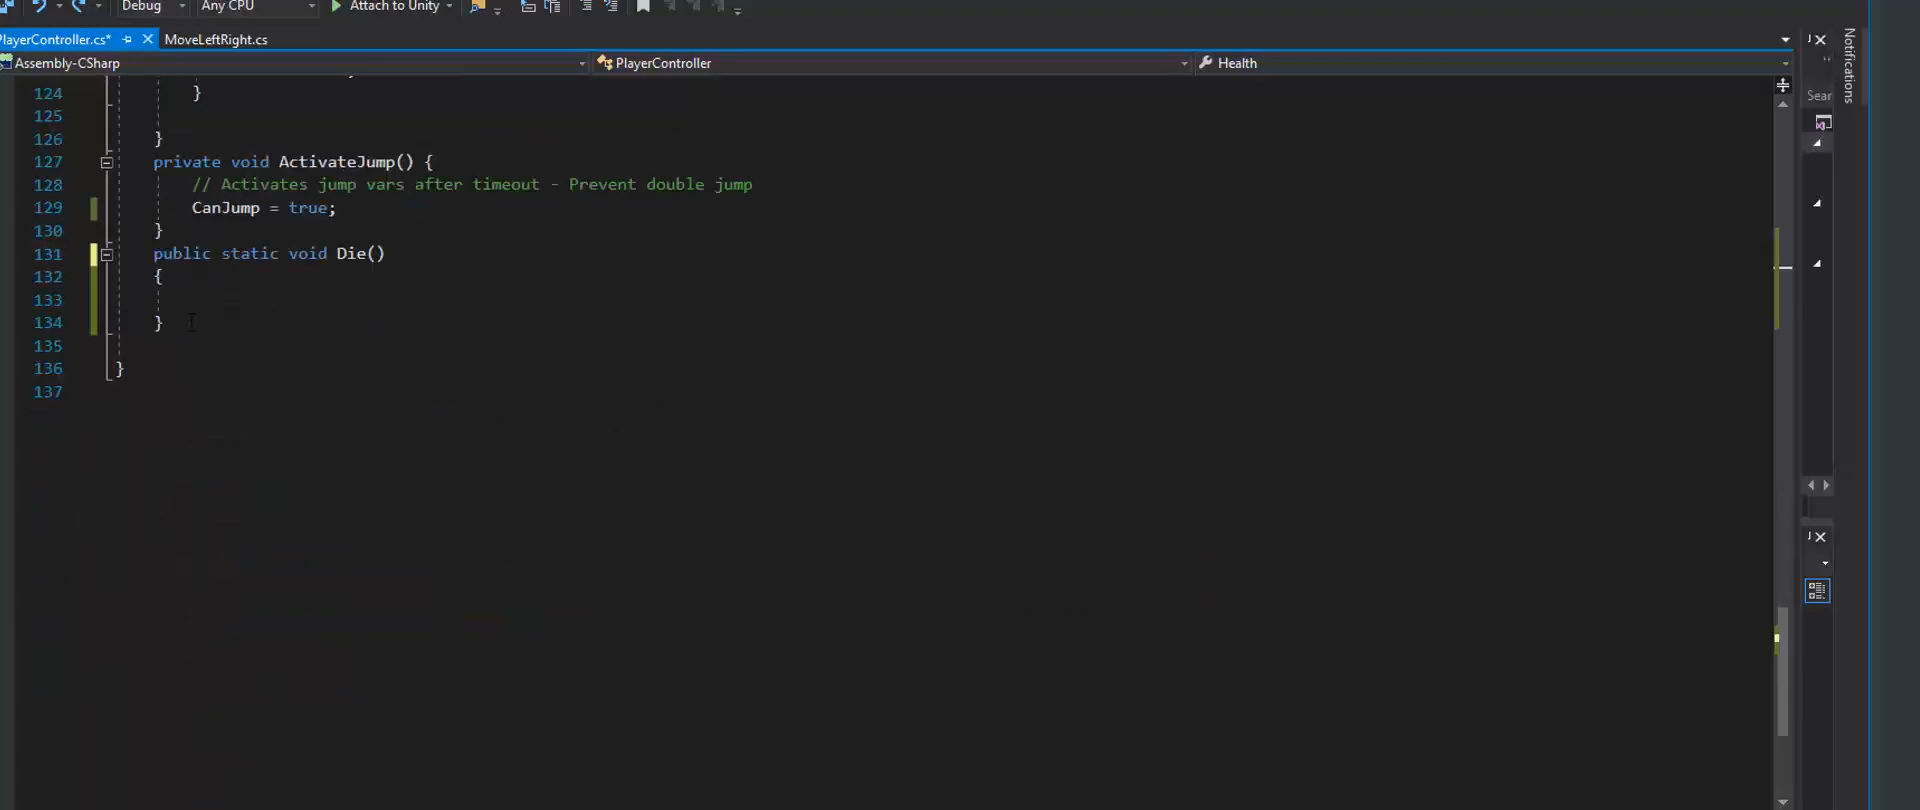 Debug Any CPU Attach to Unity
PlayerController.cs* MoveLeftRight.cs
Assembly-CSharp PlayerController Health
124 }
125
126 }
127 private void ActivateJump() {
128 // Activates jump vars after timeout - Prevent double jump
129 CanJump = true;
130 }
131 public static void Die()
132 {
133
134 }
135
136 }
137
Sear
Notifications